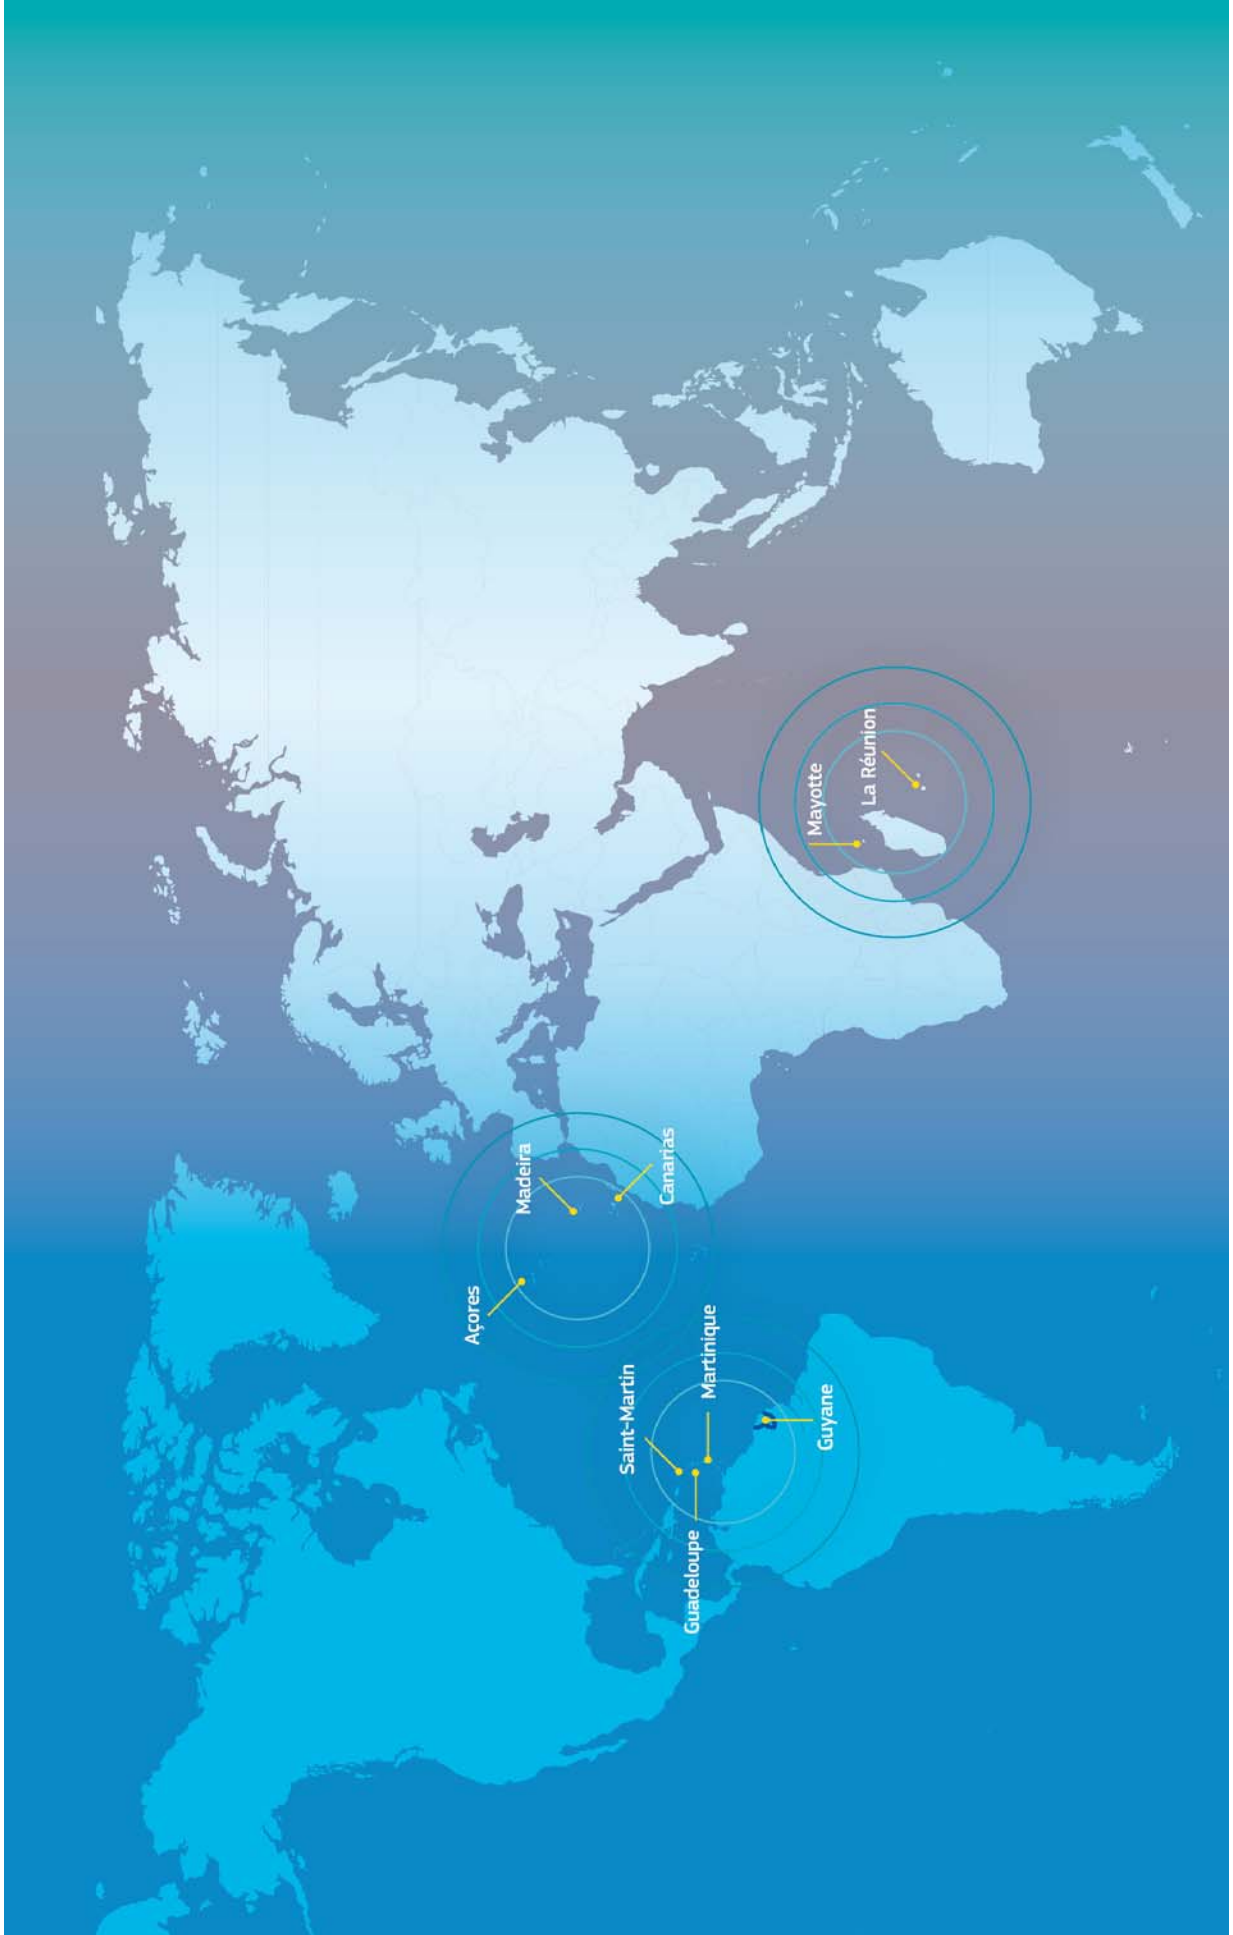 Açores
Madeira
Canarias
Saint-Martin
Martinique
Guadeloupe
Guyane
Mayotte
La Réunion